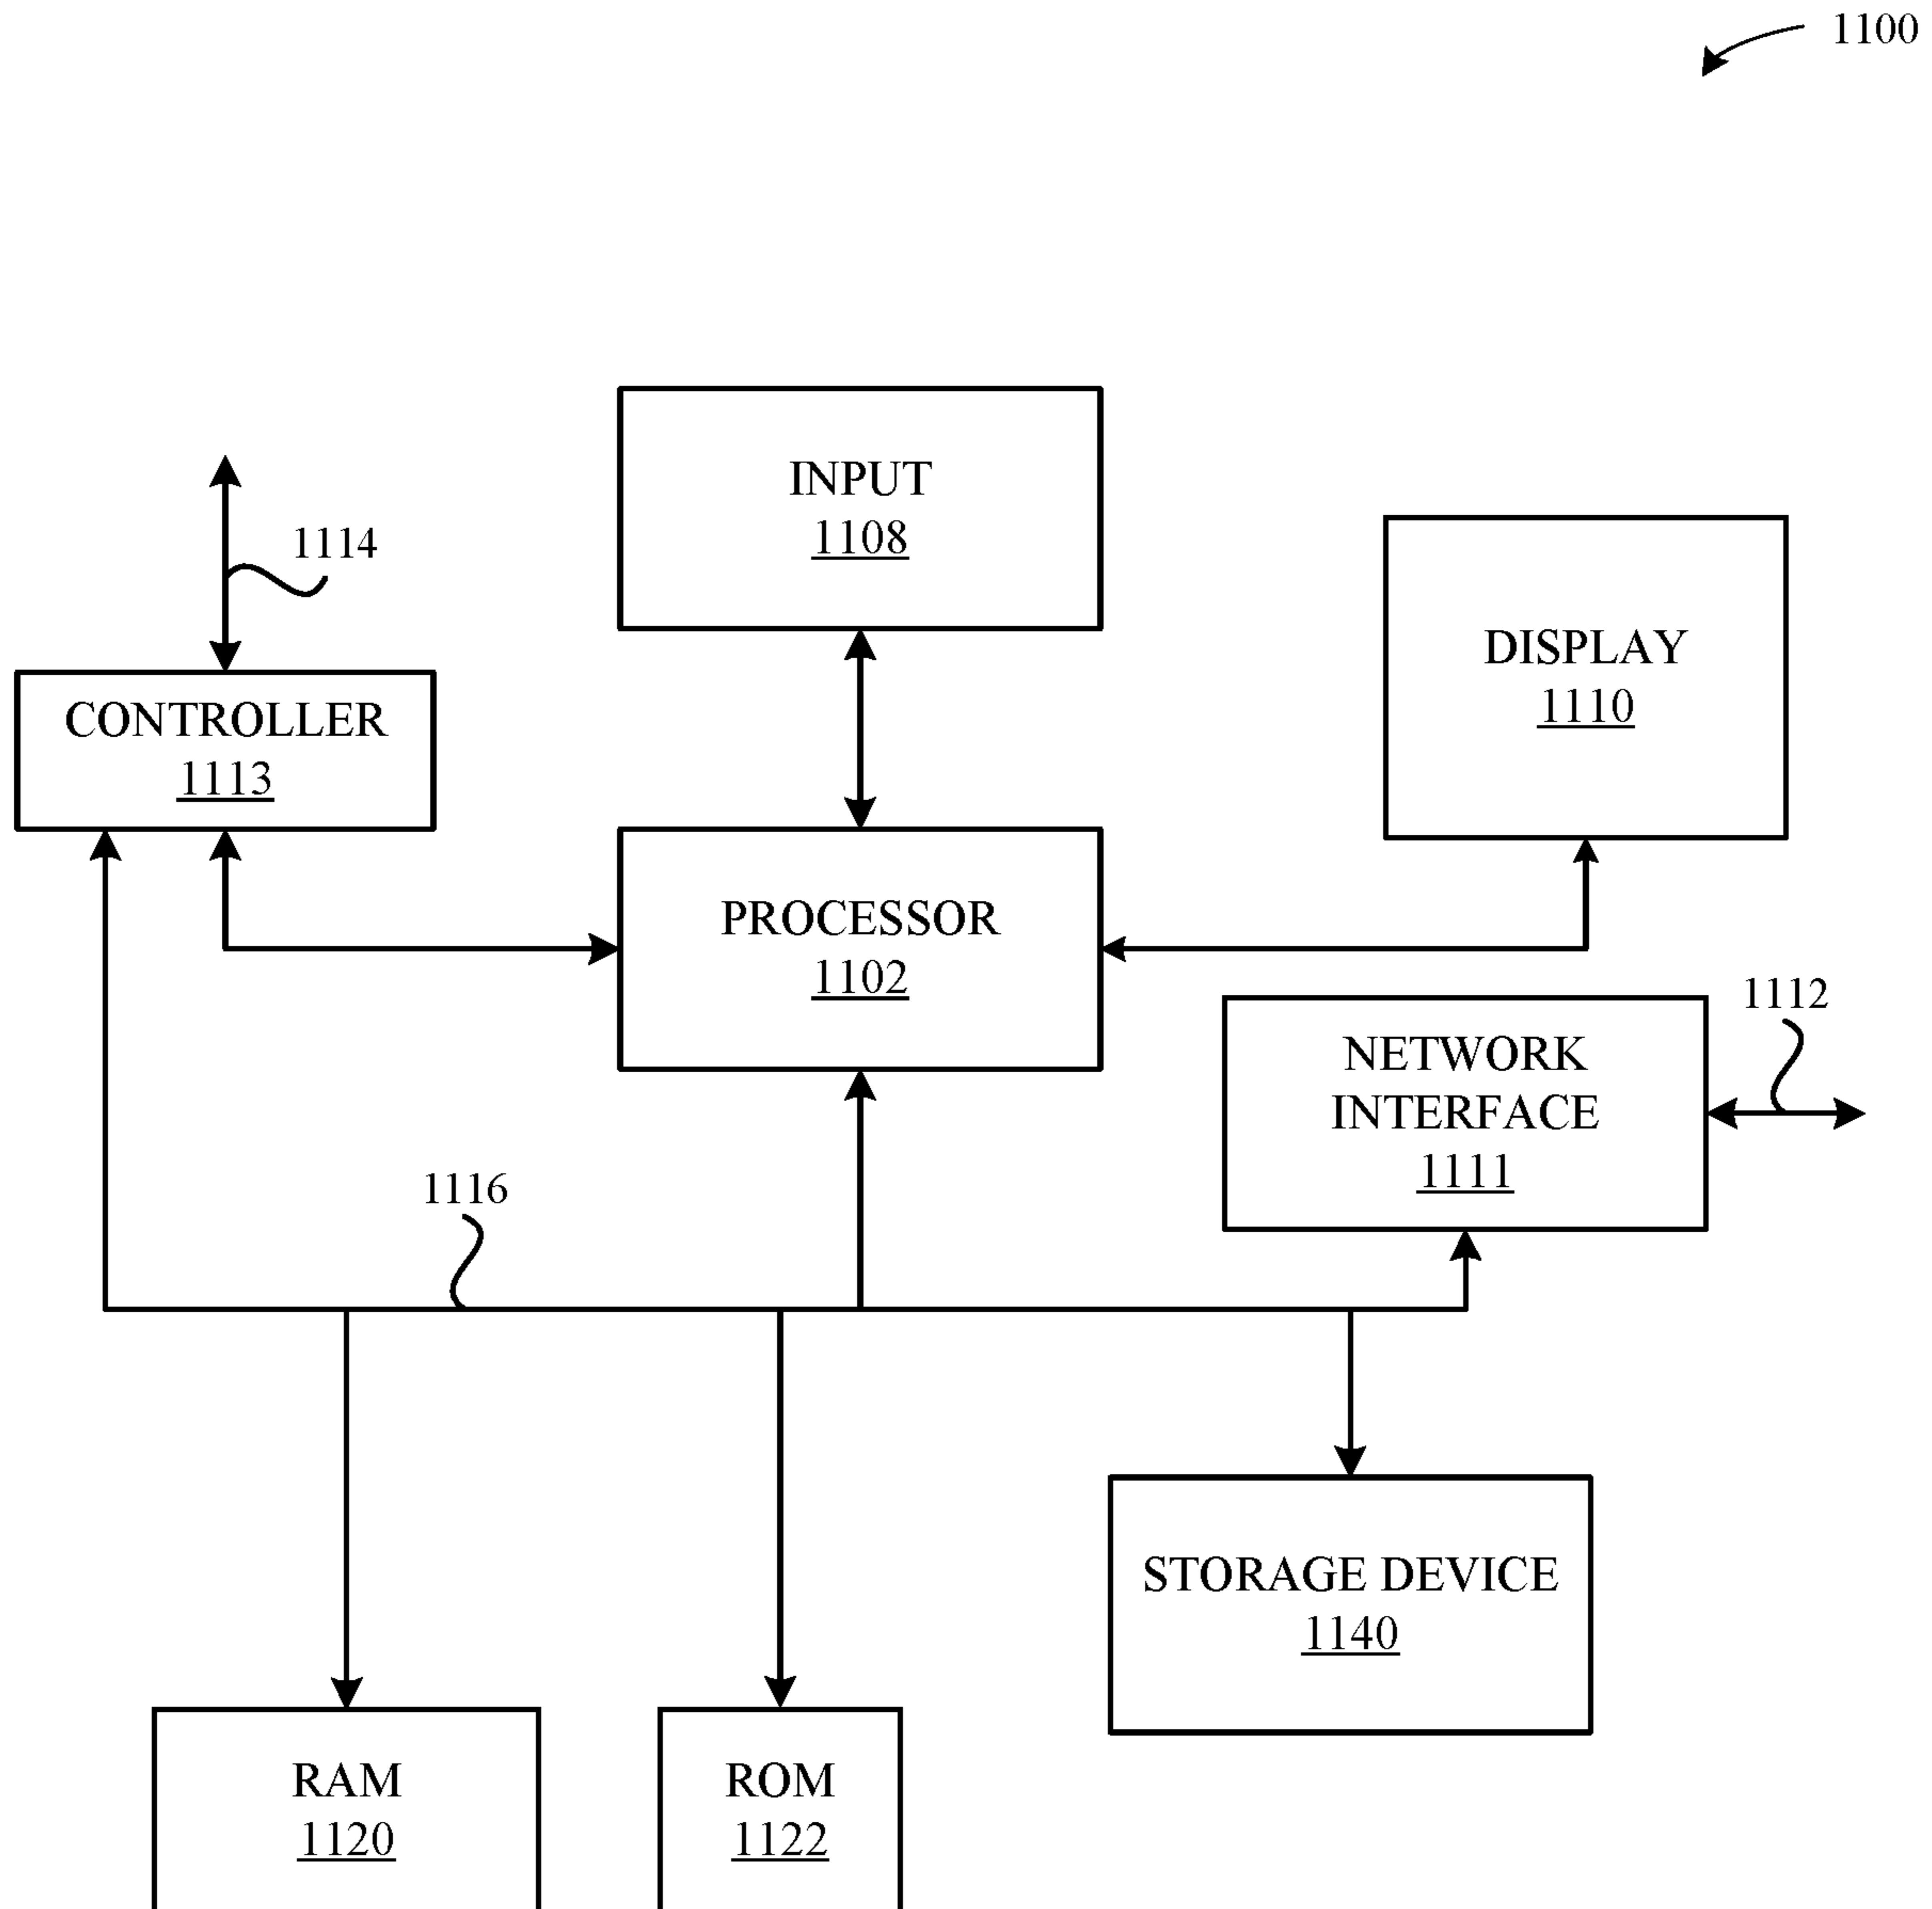 1100
INPUT
1108
1114
DISPLAY
1110
CONTROLLER
1113
PROCESSOR
1102
1112
NETWORK
INTERFACE
1111
1116
STORAGE DEVICE
1140
RAM
1120
ROM
1122